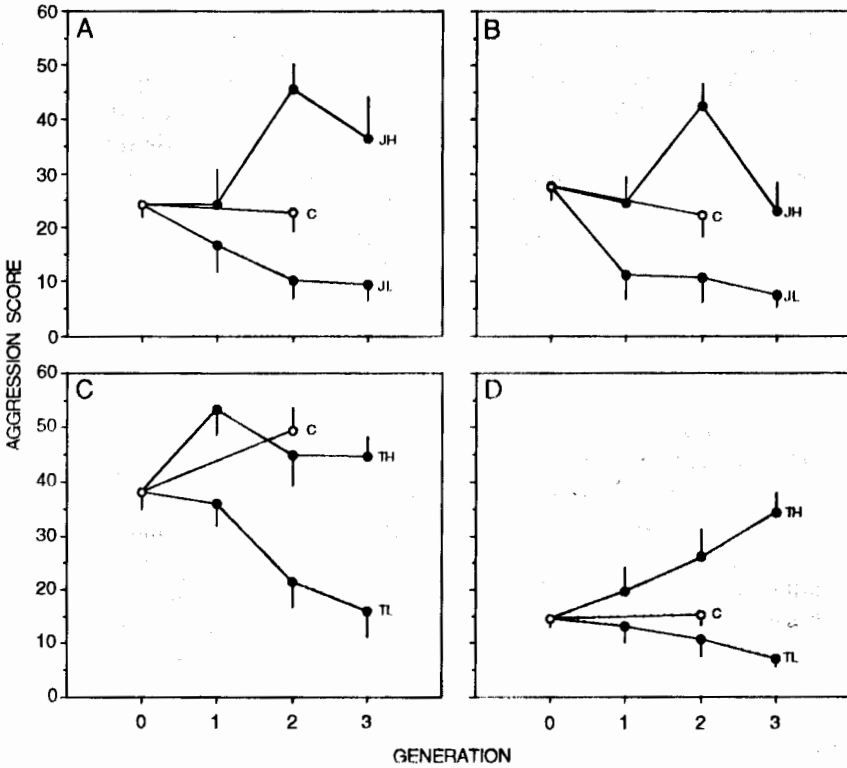 A
60
50
40
30
20
10
0
JH
C
JL
B
JH
C
JL
AGGRESSION SCORE
C
60
50
40
30
20
10
0
C
TH
TL
0 1 2 3
D
TH
C
TL
0 1 2 3
GENERATION